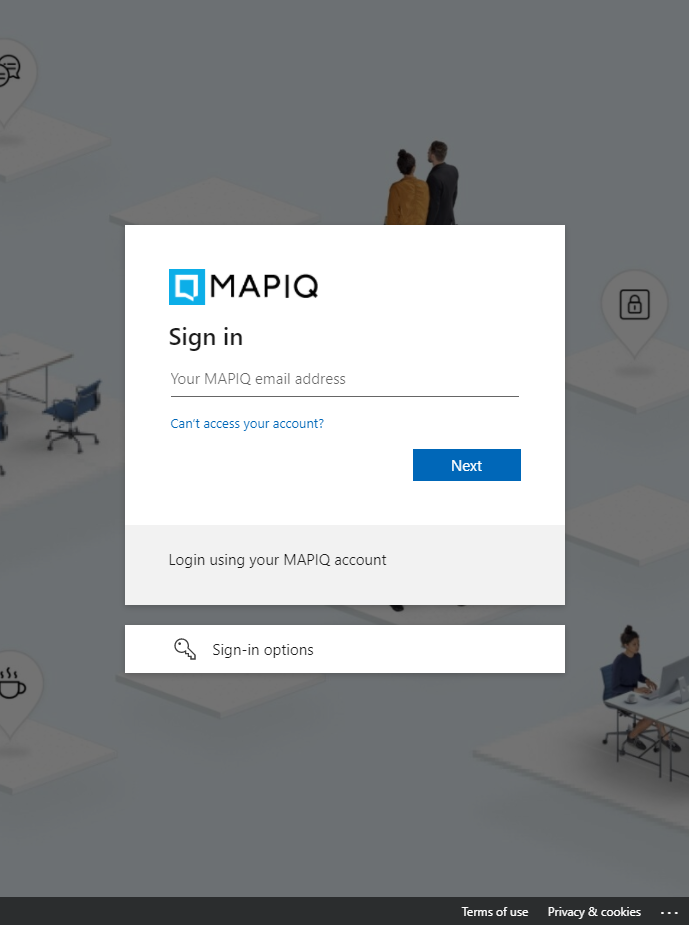 MAPIQ
Sign in
Your MAPIQ email address
Can't access your account?
Next
Login using your MAPIQ account
Sign-in options
Terms of use
Privacy & cookies
...